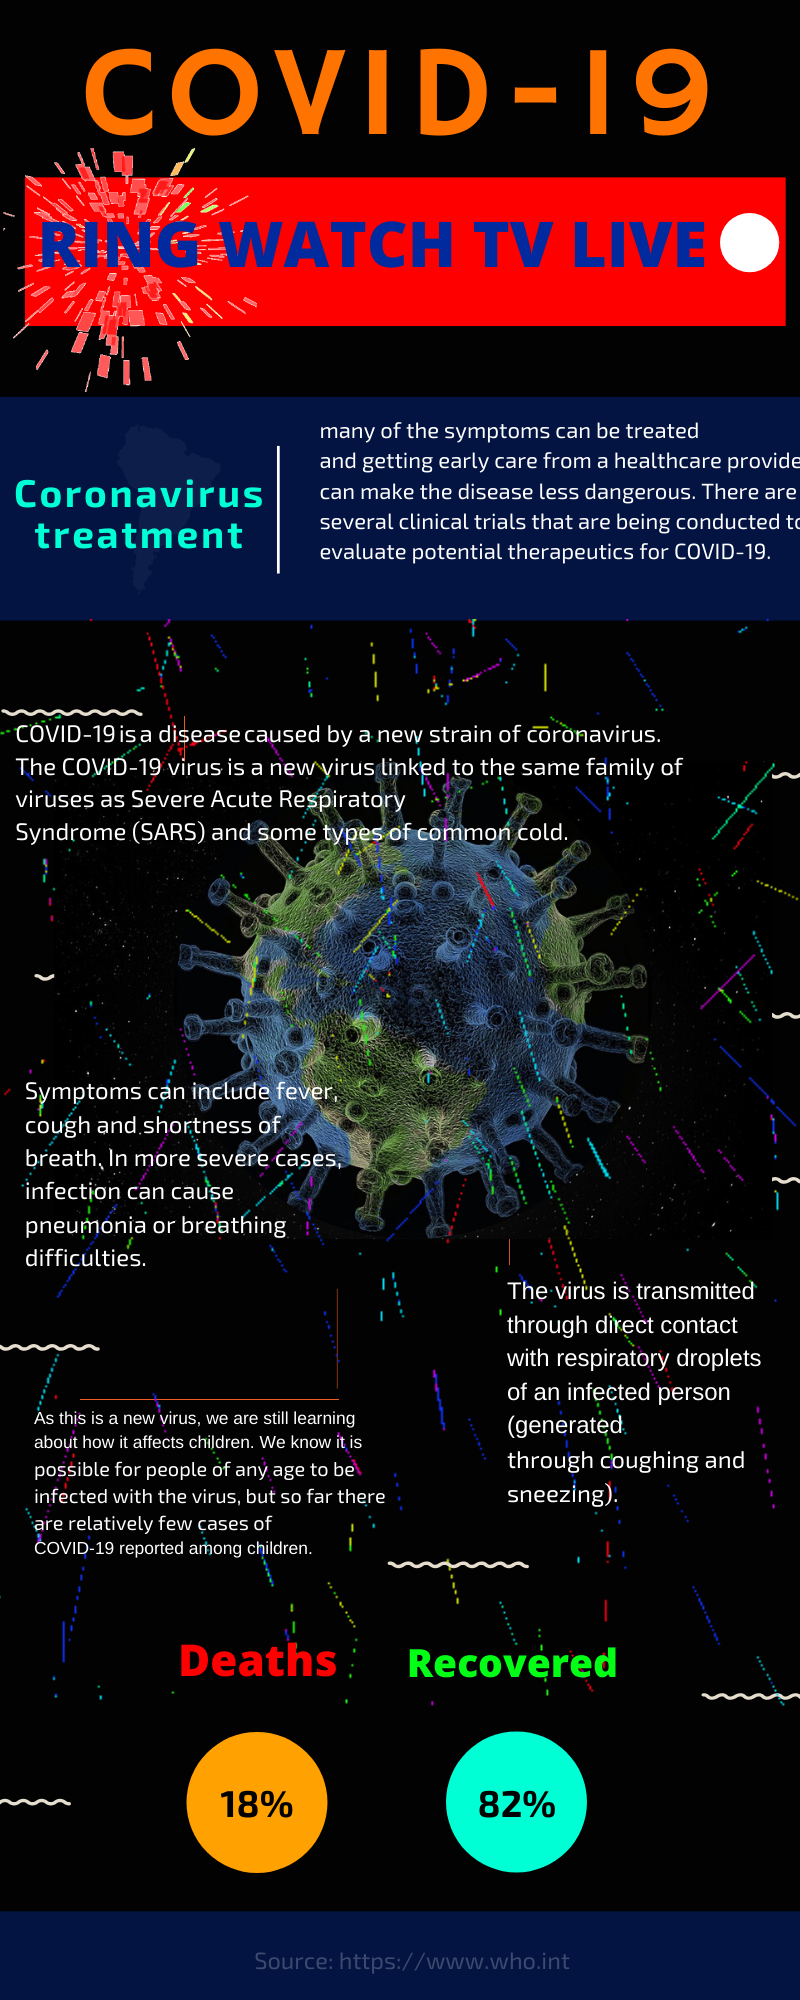 COVID-19
RING WATCH TV LIVE
Coronavirus
treatment
many of the symptoms can be treated
and getting early care from a healthcare provide
can make the disease less dangerous. There are
several clinical trials that are being conducted to
evaluate potential therapeutics for COVID-19.
COVID-19 is a disease caused by a new strain of coronavirus.
The COVID-19 virus is a new virus linked to the same family of
viruses as Severe Acute Respiratory
Syndrome (SARS) and some types of common cold.
Symptoms can include fever,
cough and shortness of
breath. In more severe cases,
infection can cause
pneumonia or breathing
difficulties.
The virus is transmitted
through direct contact
with respiratory droplets
of an infected person
(generated
through coughing and
sneezing).
As this is a new virus, we are still learning
about how it affects children. We know it is
possible for people of any age to be
infected with the virus, but so far there
are relatively few cases of
COVID-19 reported among children.
Deaths
Recovered
18%
82%
Source: https://www.who.int